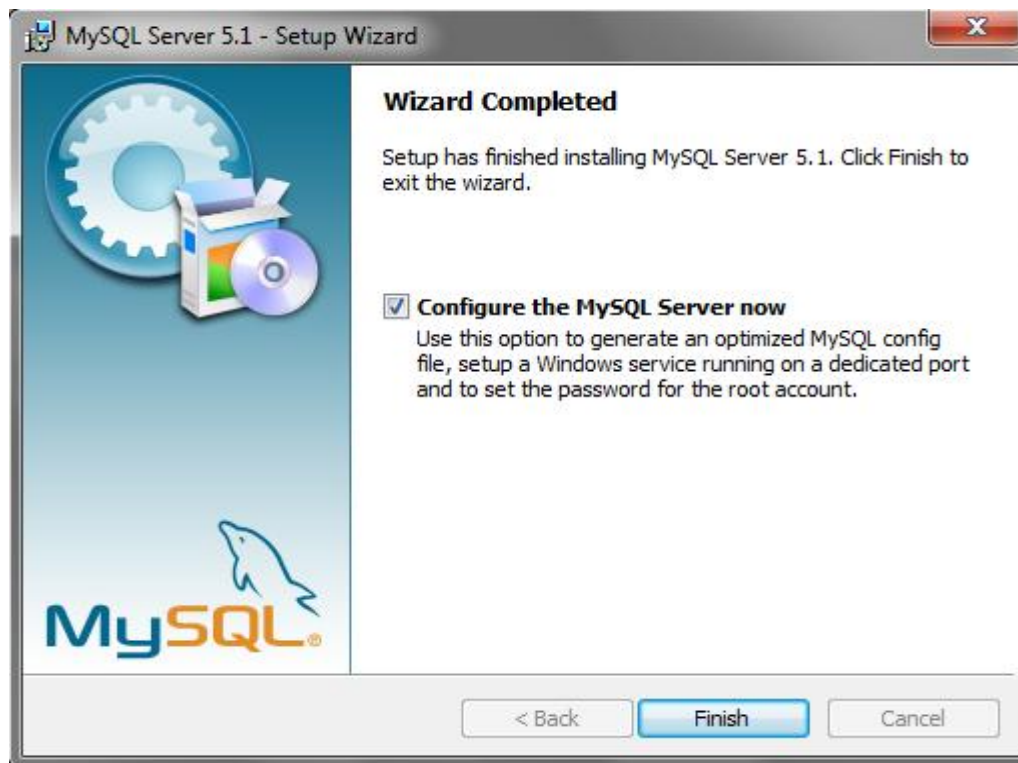 MySQL Server 5.1 - Setup Wizard
Wizard Completed
Setup has finished installing MySQL Server 5.1. Click Finish to
exit the wizard.
Configure the MySQL Server now
Use this option to generate an optimized MySQL config
file, setup a Windows service running on a dedicated port
and to set the password for the root account.
MySQL®
< Back
Finish
Cancel